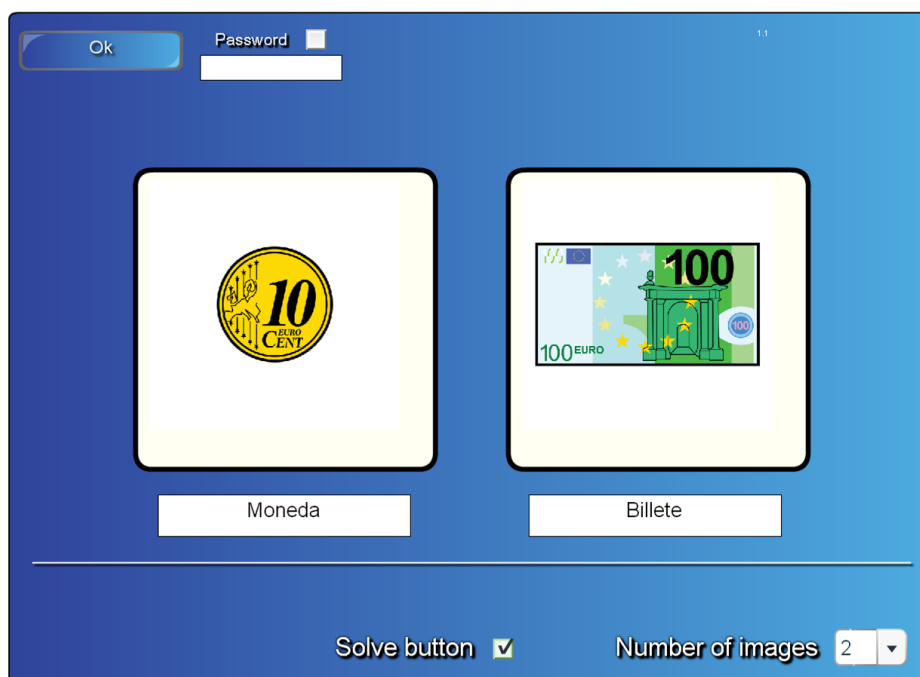 Ok
Password
1.1
10
EURO
CENT
100
100
100 EURO
Moneda
Billete
Solve button
Number of images
2